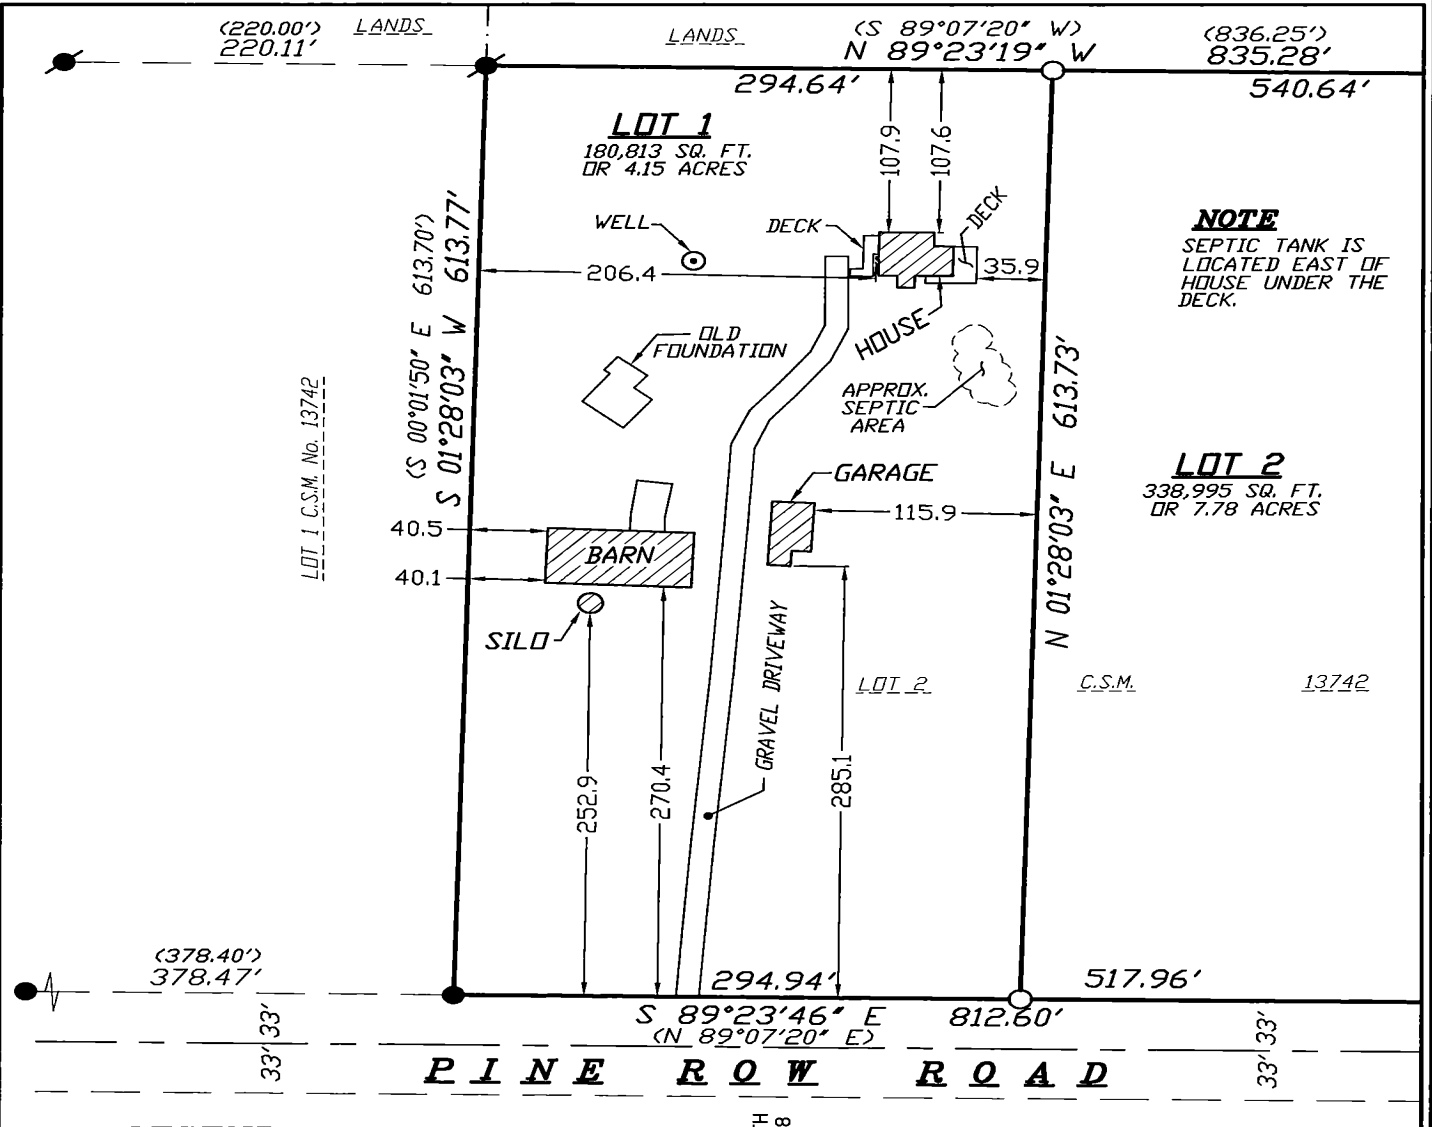 (220.00')
220.11'
LANDS
LANDS
(S 89°07'20" W)
N 89°23'19" W
(836.25')
835.28'
294.64'
540.64'
LOT 1
180,813 SQ. FT.
OR 4.15 ACRES
107.9
107.6
WELL
DECK
DECK
206.4
35.9
NOTE
SEPTIC TANK IS
LOCATED EAST OF
HOUSE UNDER THE
DECK.
(S 00°01'50" E 613.70')
S 01°28'03" W 613.77'
OLD
FOUNDATION
HOUSE
APPROX.
SEPTIC
AREA
N 01°28'03" E 613.73'
LOT 1 C.S.M. No. 13742
LOT 2
338,995 SQ. FT.
OR 7.78 ACRES
GARAGE
115.9
40.5
BARN
40.1
SILO
GRAVEL DRIVEWAY
LOT 2
C.S.M.
13742
252.9
270.4
285.1
(378.40')
378.47'
294.94'
517.96'
S 89°23'46" E
812.60'
(N 89°07'20" E)
33' 33'
33' 33'
PINE ROW ROAD